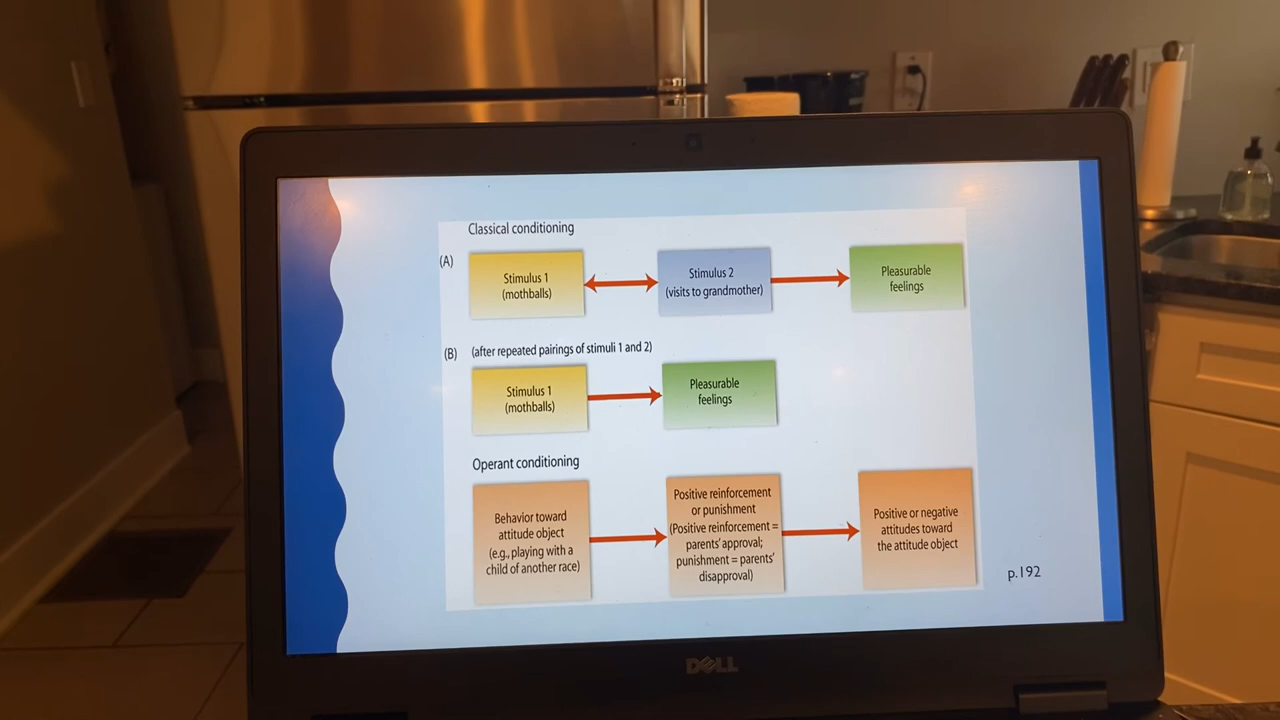 Classical conditioning
(A)
Stimulus 1
(mothballs)
Stimulus 2
(visits to grandmother)
Pleasurable
feelings
(B) (after repeated pairings of stimuli 1 and 2)
Stimulus 1
(mothballs)
Pleasurable
feelings
Operant conditioning
Behavior toward
attitude object
(e.g., playing with a
child of another race)
Positive reinforcement
or punishment
(Positive reinforcement =
parents' approval;
punishment = parents'
disapproval)
Positive or negative
attitudes toward
the attitude object
p.192
DELL